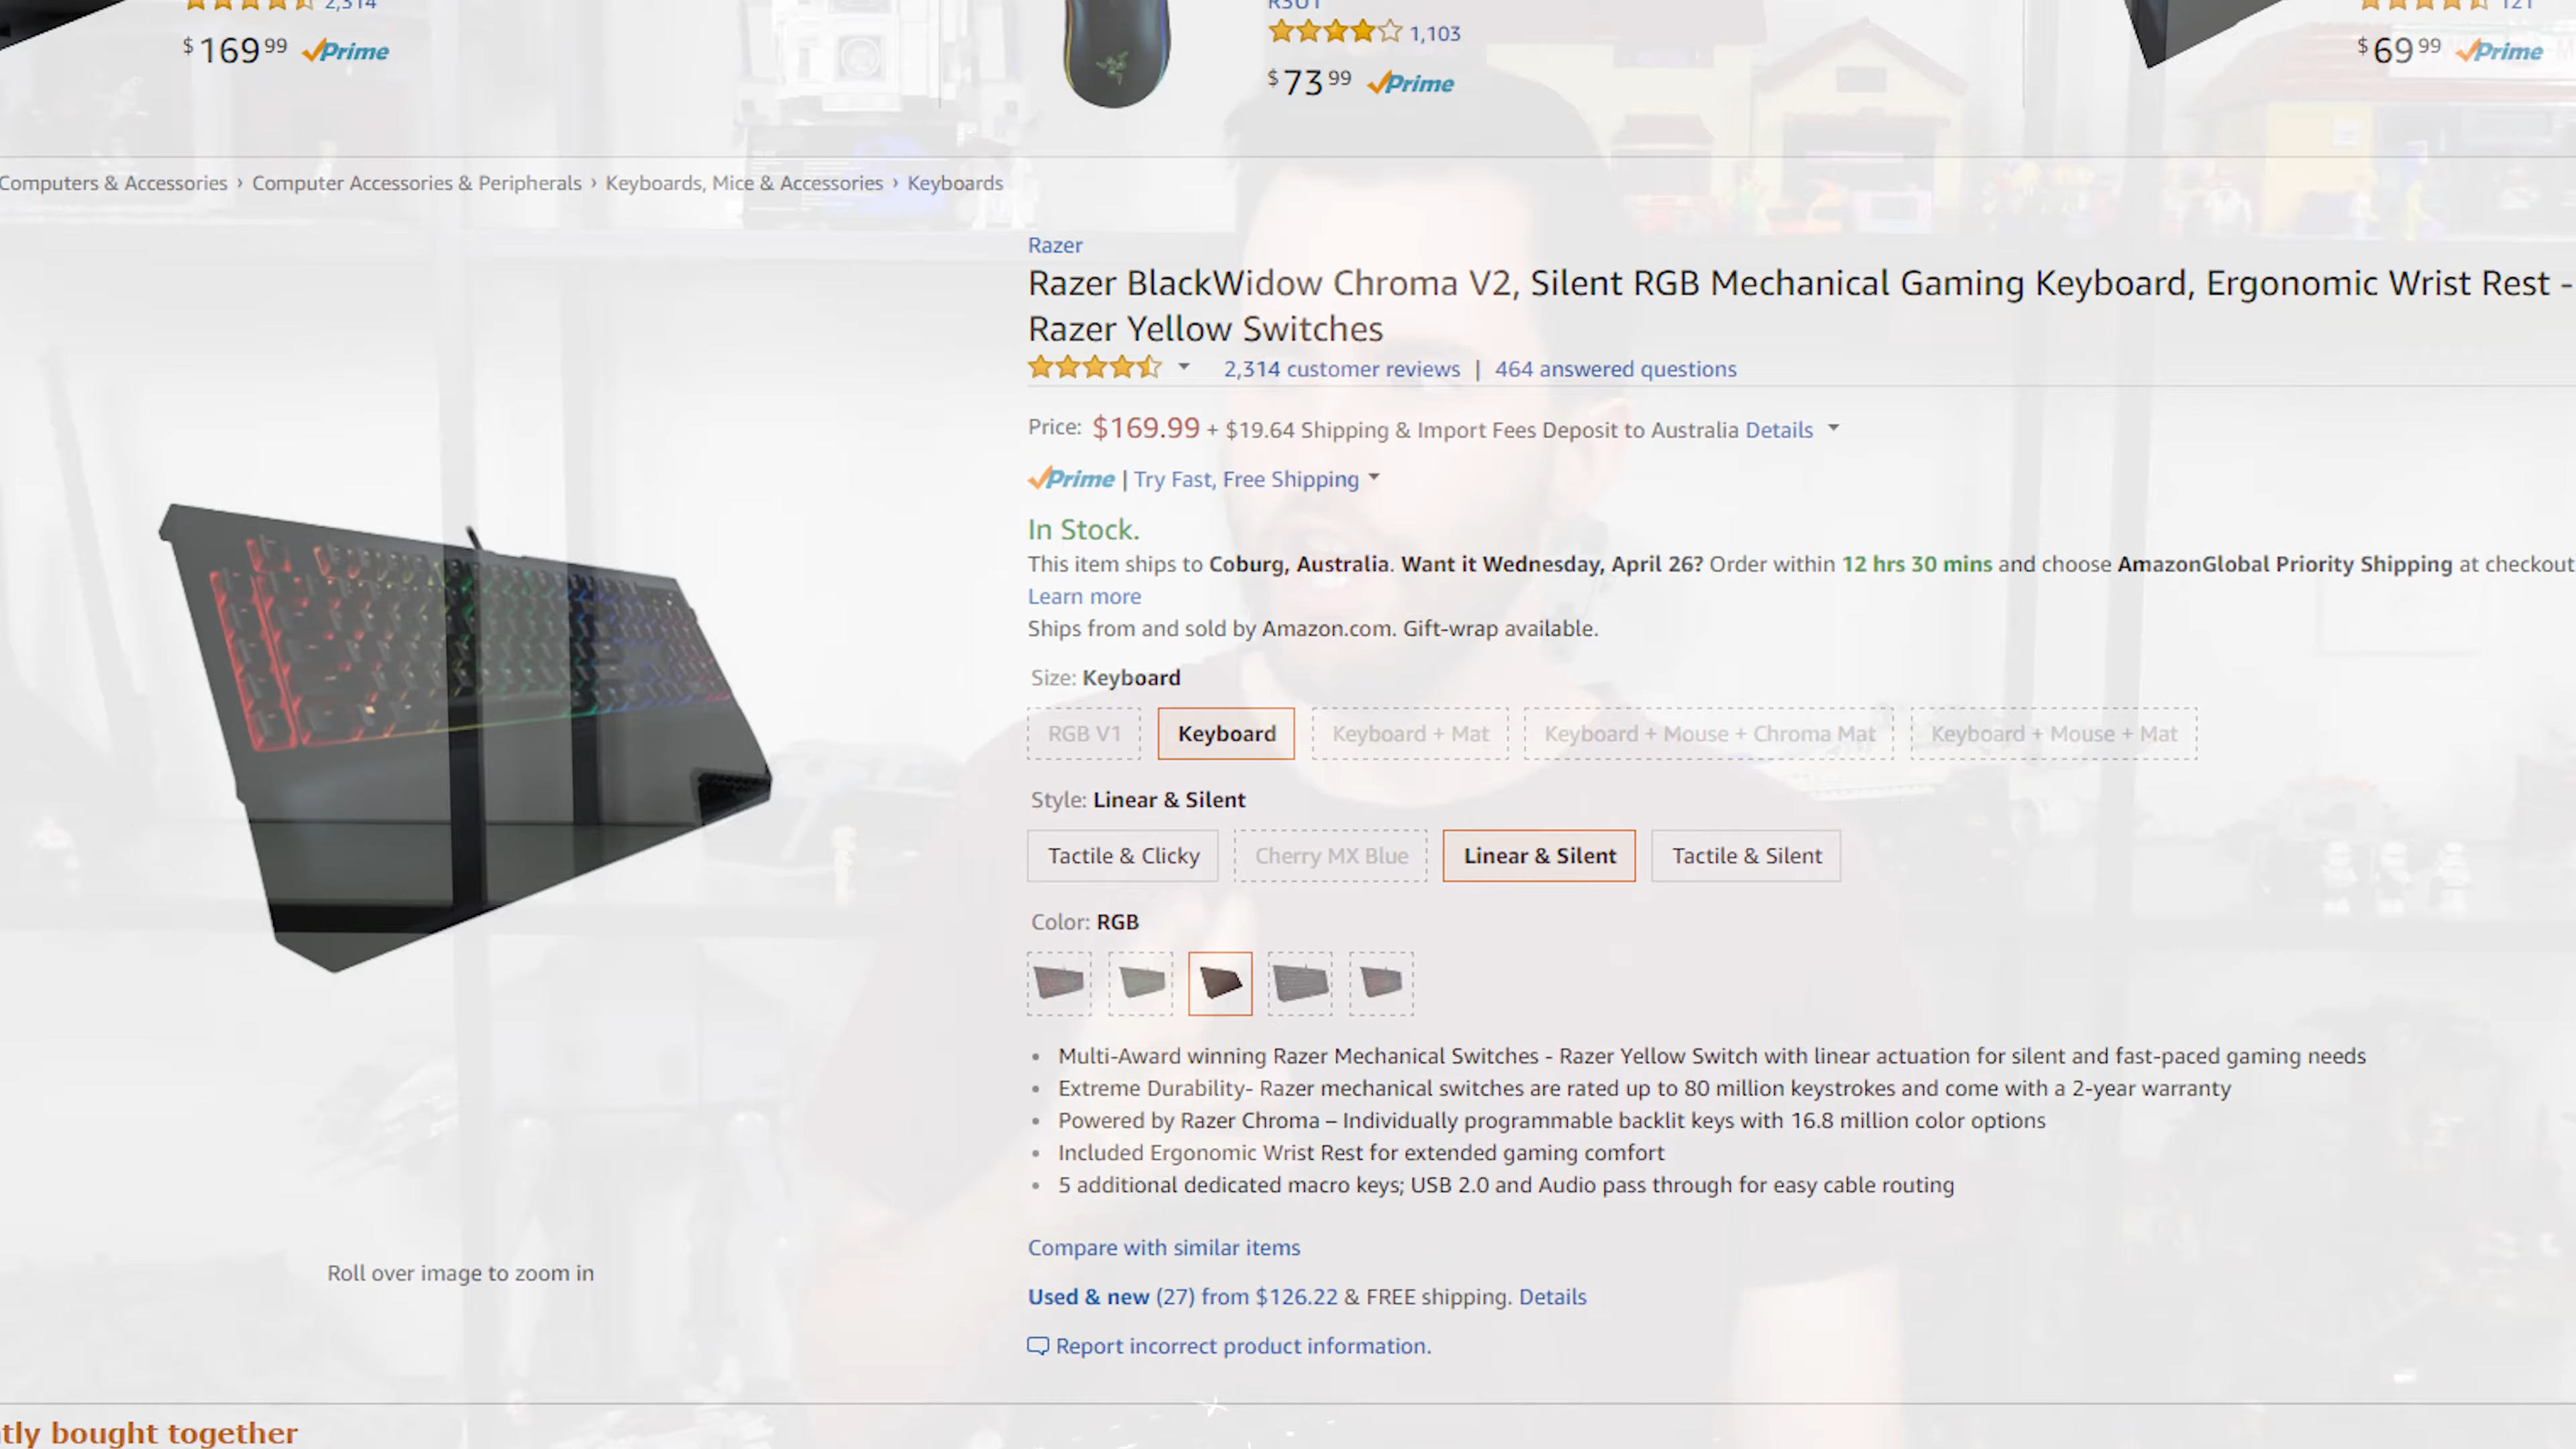 2,314
$169.99 Prime
1,103
$73.99 Prime
121
$69.99 Prime
Computers & Accessories › Computer Accessories & Peripherals › Keyboards, Mice & Accessories › Keyboards
Razer
Razer BlackWidow Chroma V2, Silent RGB Mechanical Gaming Keyboard, Ergonomic Wrist Rest -
Razer Yellow Switches
2,314 customer reviews | 464 answered questions
Price: $169.99 + $19.64 Shipping & Import Fees Deposit to Australia Details
Prime | Try Fast, Free Shipping
In Stock.
This item ships to Coburg, Australia. Want it Wednesday, April 26? Order within 12 hrs 30 mins and choose AmazonGlobal Priority Shipping at checkout
Learn more
Ships from and sold by Amazon.com. Gift-wrap available.
Size: Keyboard
RGB V1 Keyboard Keyboard + Mat Keyboard + Mouse + Chroma Mat Keyboard + Mouse + Mat
Style: Linear & Silent
Tactile & Clicky Cherry MX Blue Linear & Silent Tactile & Silent
Color: RGB
• Multi-Award winning Razer Mechanical Switches - Razer Yellow Switch with linear actuation for silent and fast-paced gaming needs
• Extreme Durability- Razer mechanical switches are rated up to 80 million keystrokes and come with a 2-year warranty
• Powered by Razer Chroma – Individually programmable backlit keys with 16.8 million color options
• Included Ergonomic Wrist Rest for extended gaming comfort
• 5 additional dedicated macro keys; USB 2.0 and Audio pass through for easy cable routing
Compare with similar items
Roll over image to zoom in
Used & new (27) from $126.22 & FREE shipping. Details
Report incorrect product information.
tly bought together